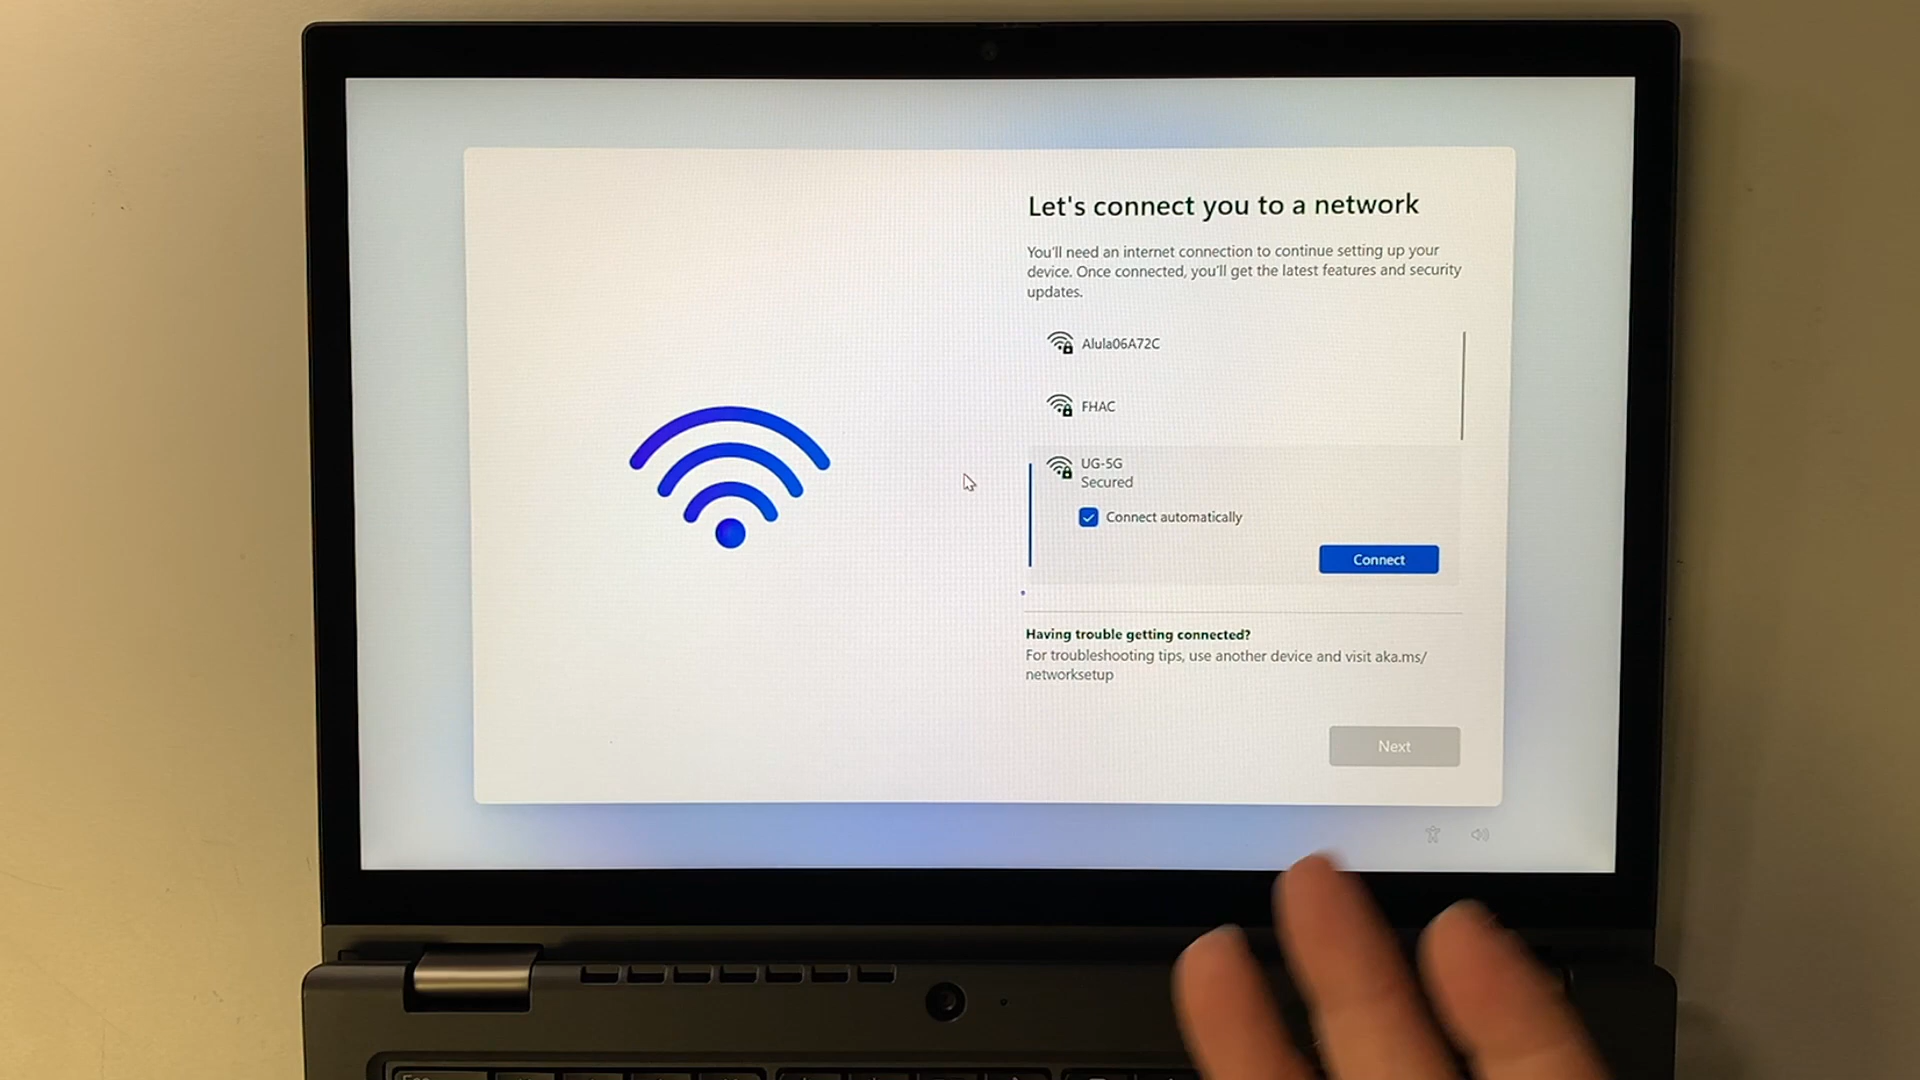 Let's connect you to a network
You'll need an internet connection to continue setting up your
device. Once connected, you'll get the latest features and security
updates.
Alula06A72C
FHAC
UG-5G
Secured
Connect automatically
Connect
Having trouble getting connected?
For troubleshooting tips, use another device and visit aka.ms/
networksetup
Next